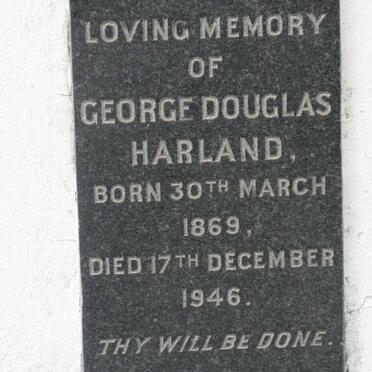 LOVING MEMORY
OF
GEORGE DOUGLAS
HARLAND,
BORN 30TH MARCH
1869,
DIED 17TH DECEMBER
1946.
THY WILL BE DONE.